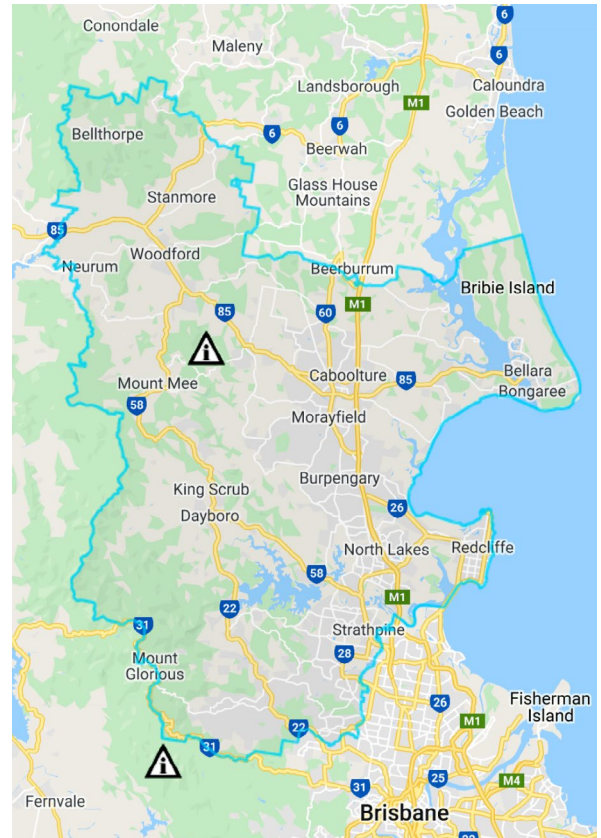 6
Conondale
Maleny
6
Landsborough
Caloundra
M1
Golden Beach
Bellthorpe
6
6
Beerwah
Stanmore
Glass House
Mountains
85
Woodford
Neurum
Beerburrum
Bribie Island
M1
85
60
i
Bellara
Caboolture
85
Mount Mee
Bongaree
58
Morayfield
Burpengary
King Scrub
26
Dayboro
North Lakes
Redcliffe
58
M1
22
31
Strathpine
28
Mount
Glorious
Fisherman
Island
26
M1
22
31
i
25
M4
31
Fernvale
Brisbane